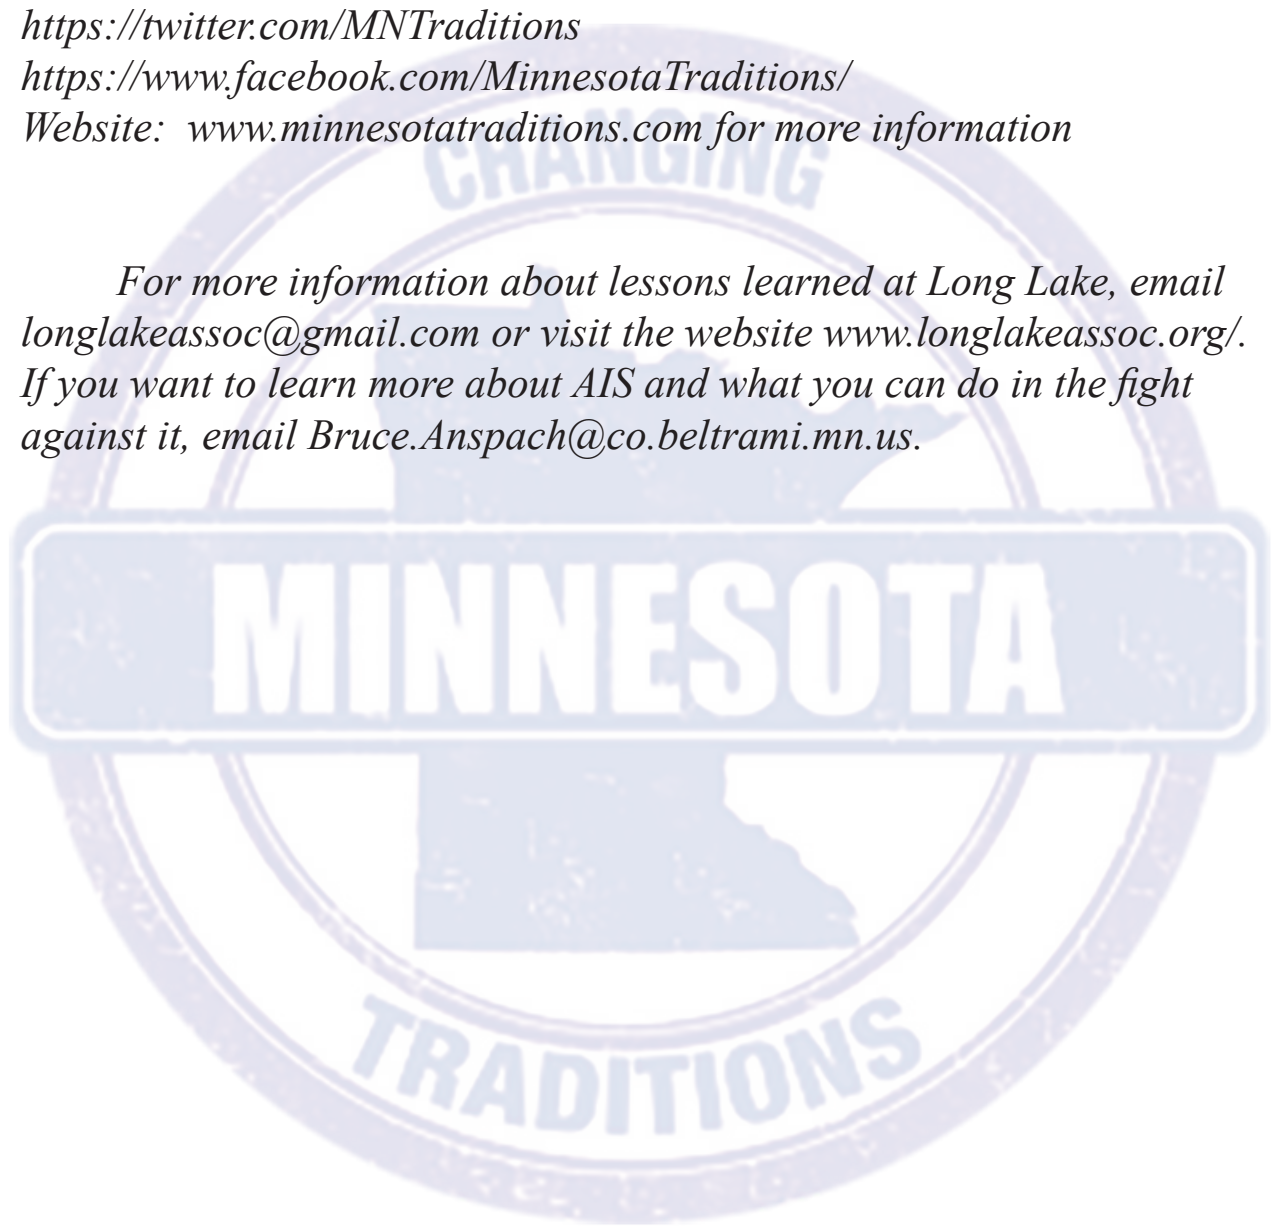 https://twitter.com/MNTraditions
https://www.facebook.com/MinnesotaTraditions/
Website:  www.minnesotatraditions.com for more information
CHANGING
For more information about lessons learned at Long Lake, email
longlakeassoc@gmail.com or visit the website www.longlakeassoc.org/.
If you want to learn more about AIS and what you can do in the fight
against it, email Bruce.Anspach@co.beltrami.mn.us.
MINNESOTA
TRADITIONS